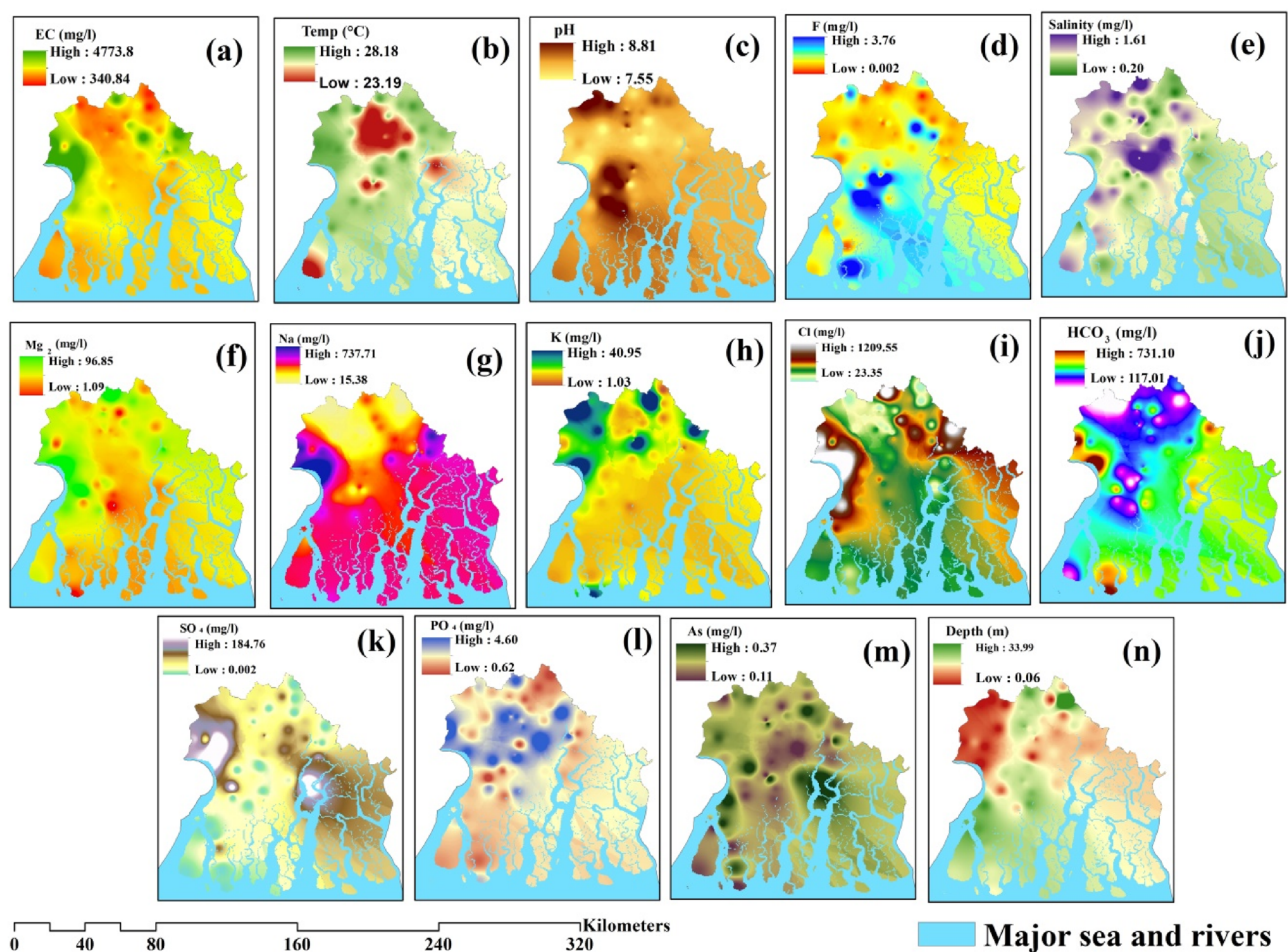 EC (mg/l)
High : 4773.8
Low : 340.84
(a)
Temp (°C)
High : 28.18
Low : 23.19
(b)
pH
High : 8.81
Low : 7.55
(c)
F (mg/l)
High : 3.76
Low : 0.002
(d)
Salinity (mg/l)
High : 1.61
Low : 0.20
(e)
Mg 2 (mg/l)
High : 96.85
Low : 1.09
(f)
Na (mg/l)
High : 737.71
Low : 15.38
(g)
K (mg/l)
High : 40.95
Low : 1.03
(h)
Cl (mg/l)
High : 1209.55
Low : 23.35
(i)
HCO3 (mg/l)
High : 731.10
Low : 117.01
(j)
SO 4 (mg/l)
High : 184.76
Low : 0.002
(k)
PO 4 (mg/l)
High : 4.60
Low : 0.62
(l)
As (mg/l)
High : 0.37
Low : 0.11
(m)
Depth (m)
High : 33.99
Low : 0.06
(n)
Kilometers
0 40 80 160 240 320
Major sea and rivers